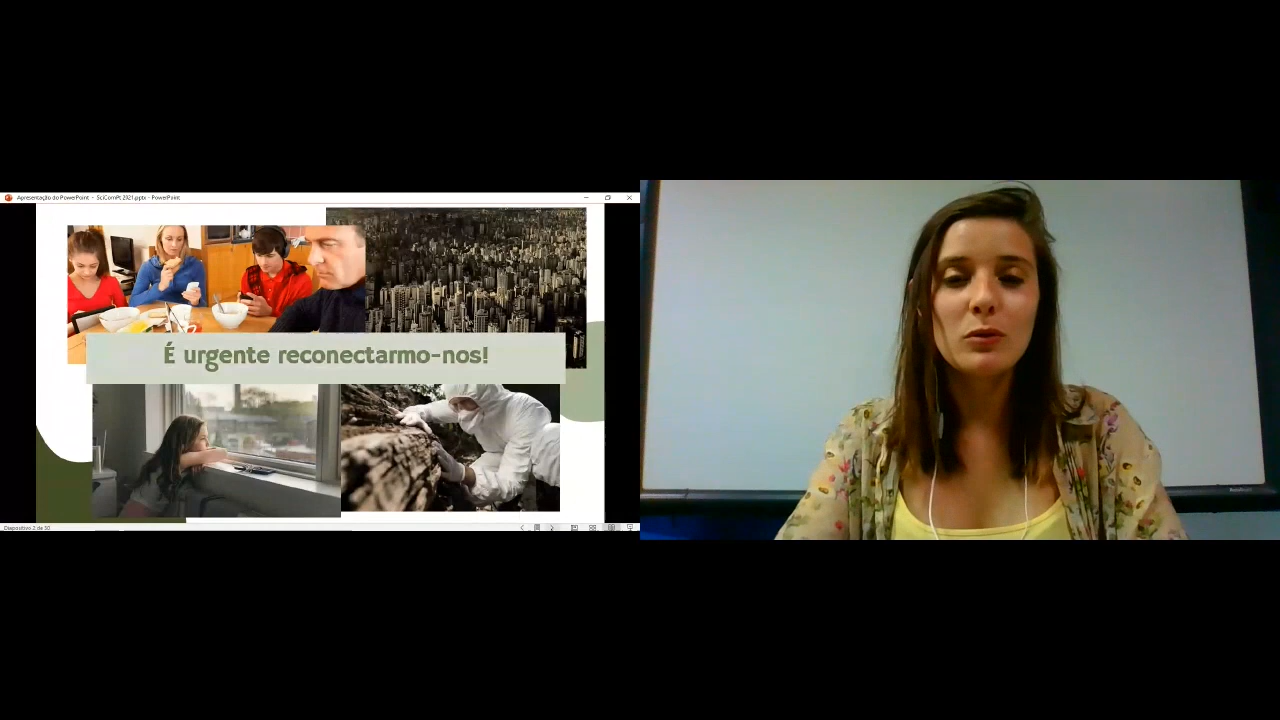 Apresentação do PowerPoint - SciComPt 2021.pptx - PowerPoint
É urgente reconectarmo-nos!
Diapositivo 2 de 30